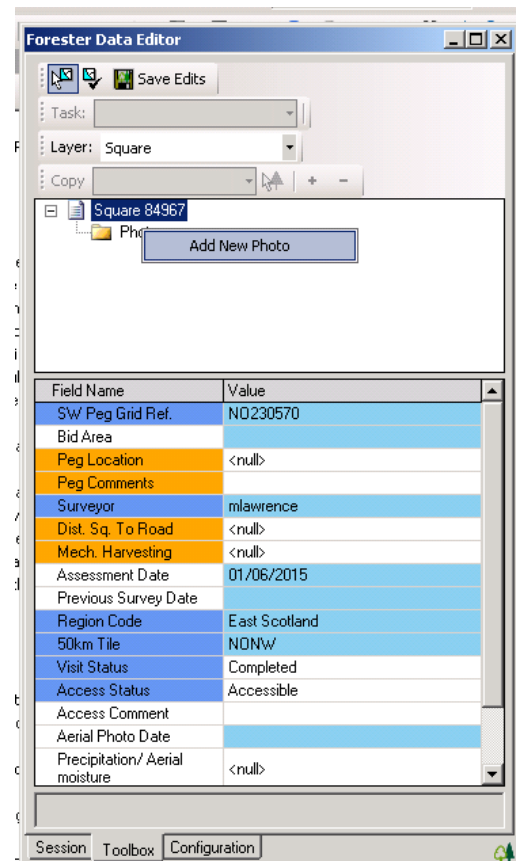 Forester Data Editor
Save Edits
Task:
Layer: Square
Copy
Square 84967
Add New Photo
Field Name Value
SW Peg Grid Ref. NO230570
Bid Area
Peg Location <null>
Peg Comments
Surveyor mlawrence
Dist. Sq. To Road <null>
Mech. Harvesting <null>
Assessment Date 01/06/2015
Previous Survey Date
Region Code East Scotland
50km Tile NONW
Visit Status Completed
Access Status Accessible
Access Comment
Aerial Photo Date
Precipitation/ Aerial
moisture <null>
Session Toolbox Configuration